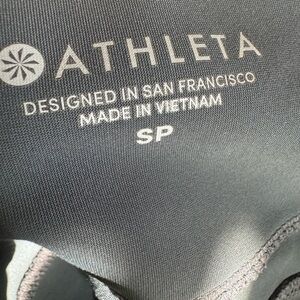 ATHLETA
DESIGNED IN SAN FRANCISCO
MADE IN VIETNAM
SP